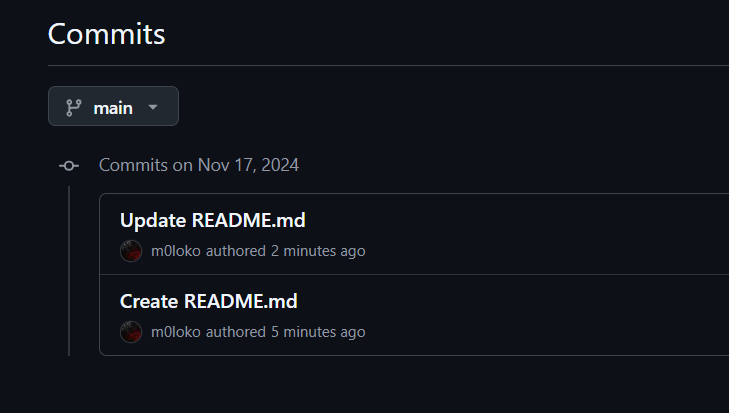 Commits
main
Commits on Nov 17, 2024
Update README.md
m0loko authored 2 minutes ago
Create README.md
m0loko authored 5 minutes ago